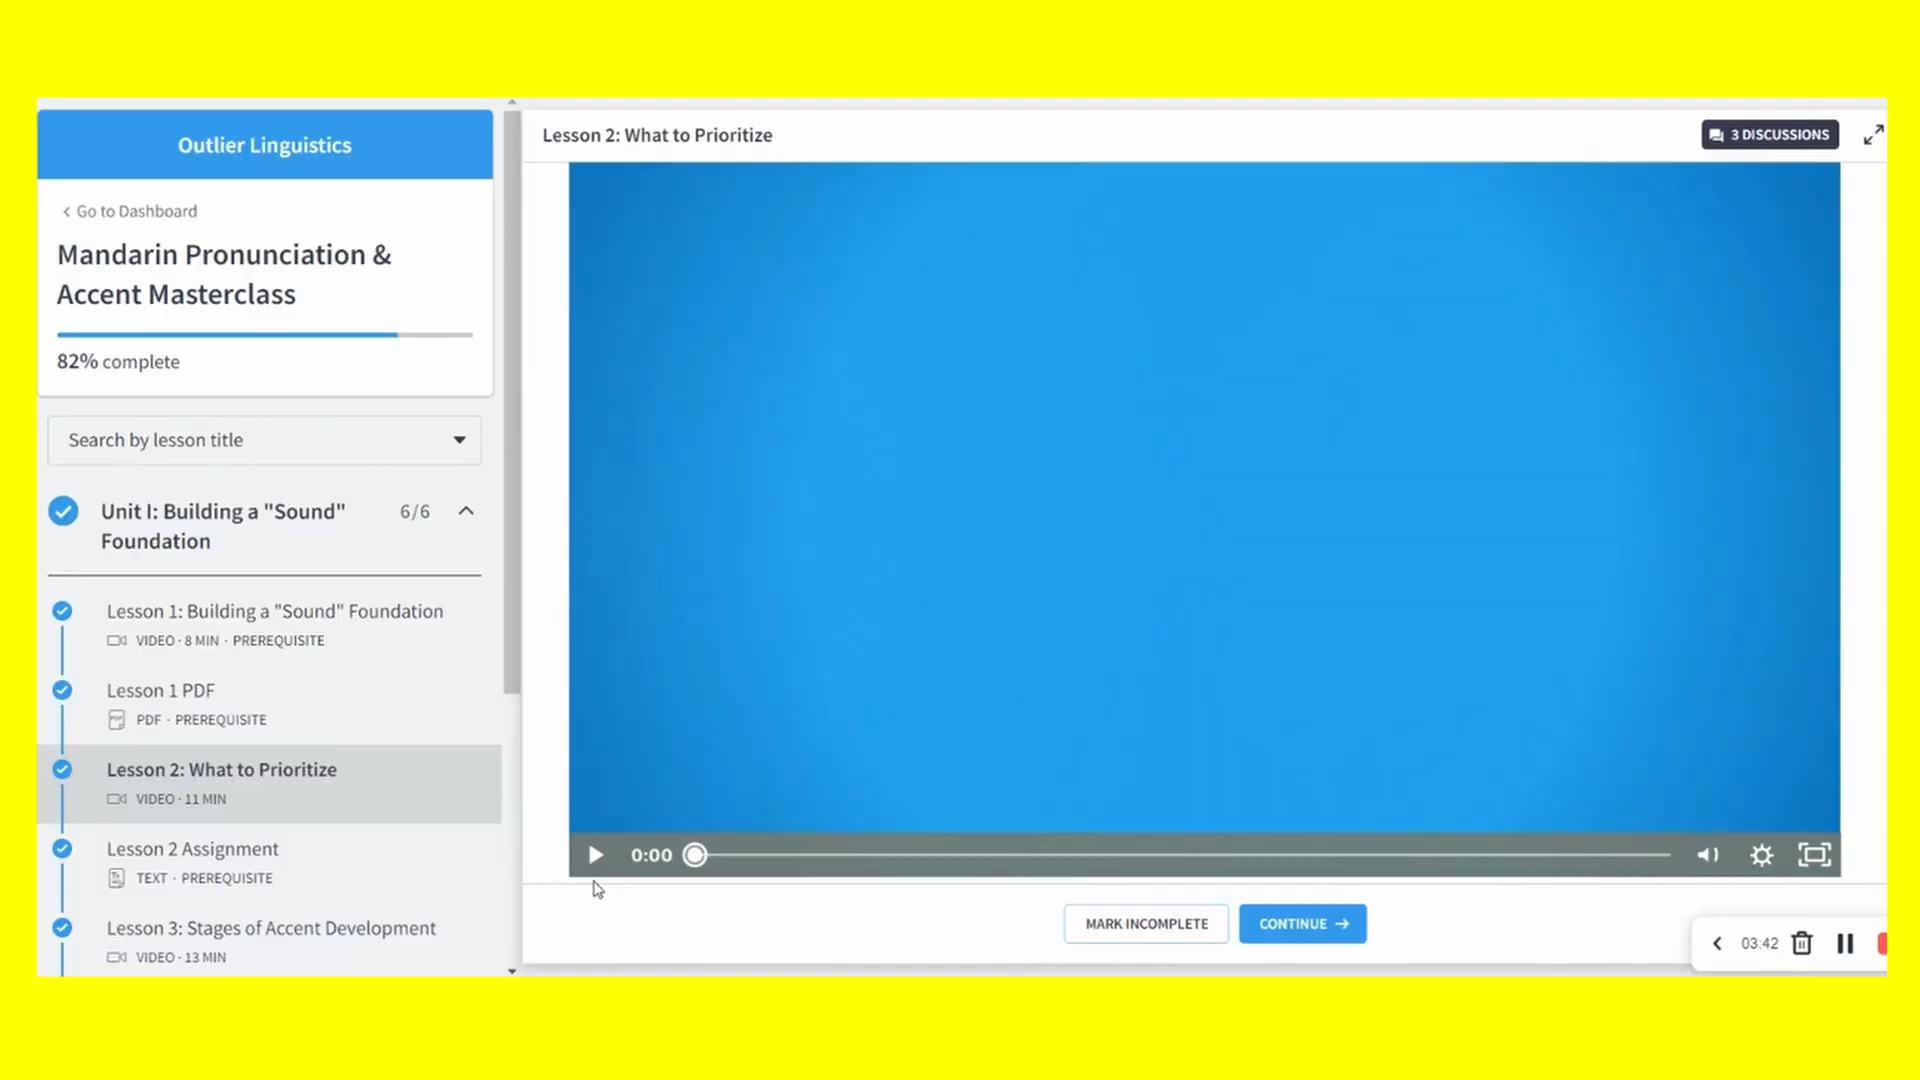 Outlier Linguistics
Go to Dashboard
Mandarin Pronunciation &
Accent Masterclass
82% complete
Search by lesson title
Unit I: Building a "Sound"
Foundation
6/6
Lesson 1: Building a "Sound" Foundation
VIDEO · 8 MIN · PREREQUISITE
Lesson 1 PDF
PDF · PREREQUISITE
Lesson 2: What to Prioritize
VIDEO · 11 MIN
Lesson 2 Assignment
TEXT · PREREQUISITE
Lesson 3: Stages of Accent Development
VIDEO · 13 MIN
Lesson 2: What to Prioritize
3 DISCUSSIONS
0:00
MARK INCOMPLETE
CONTINUE →
03:42